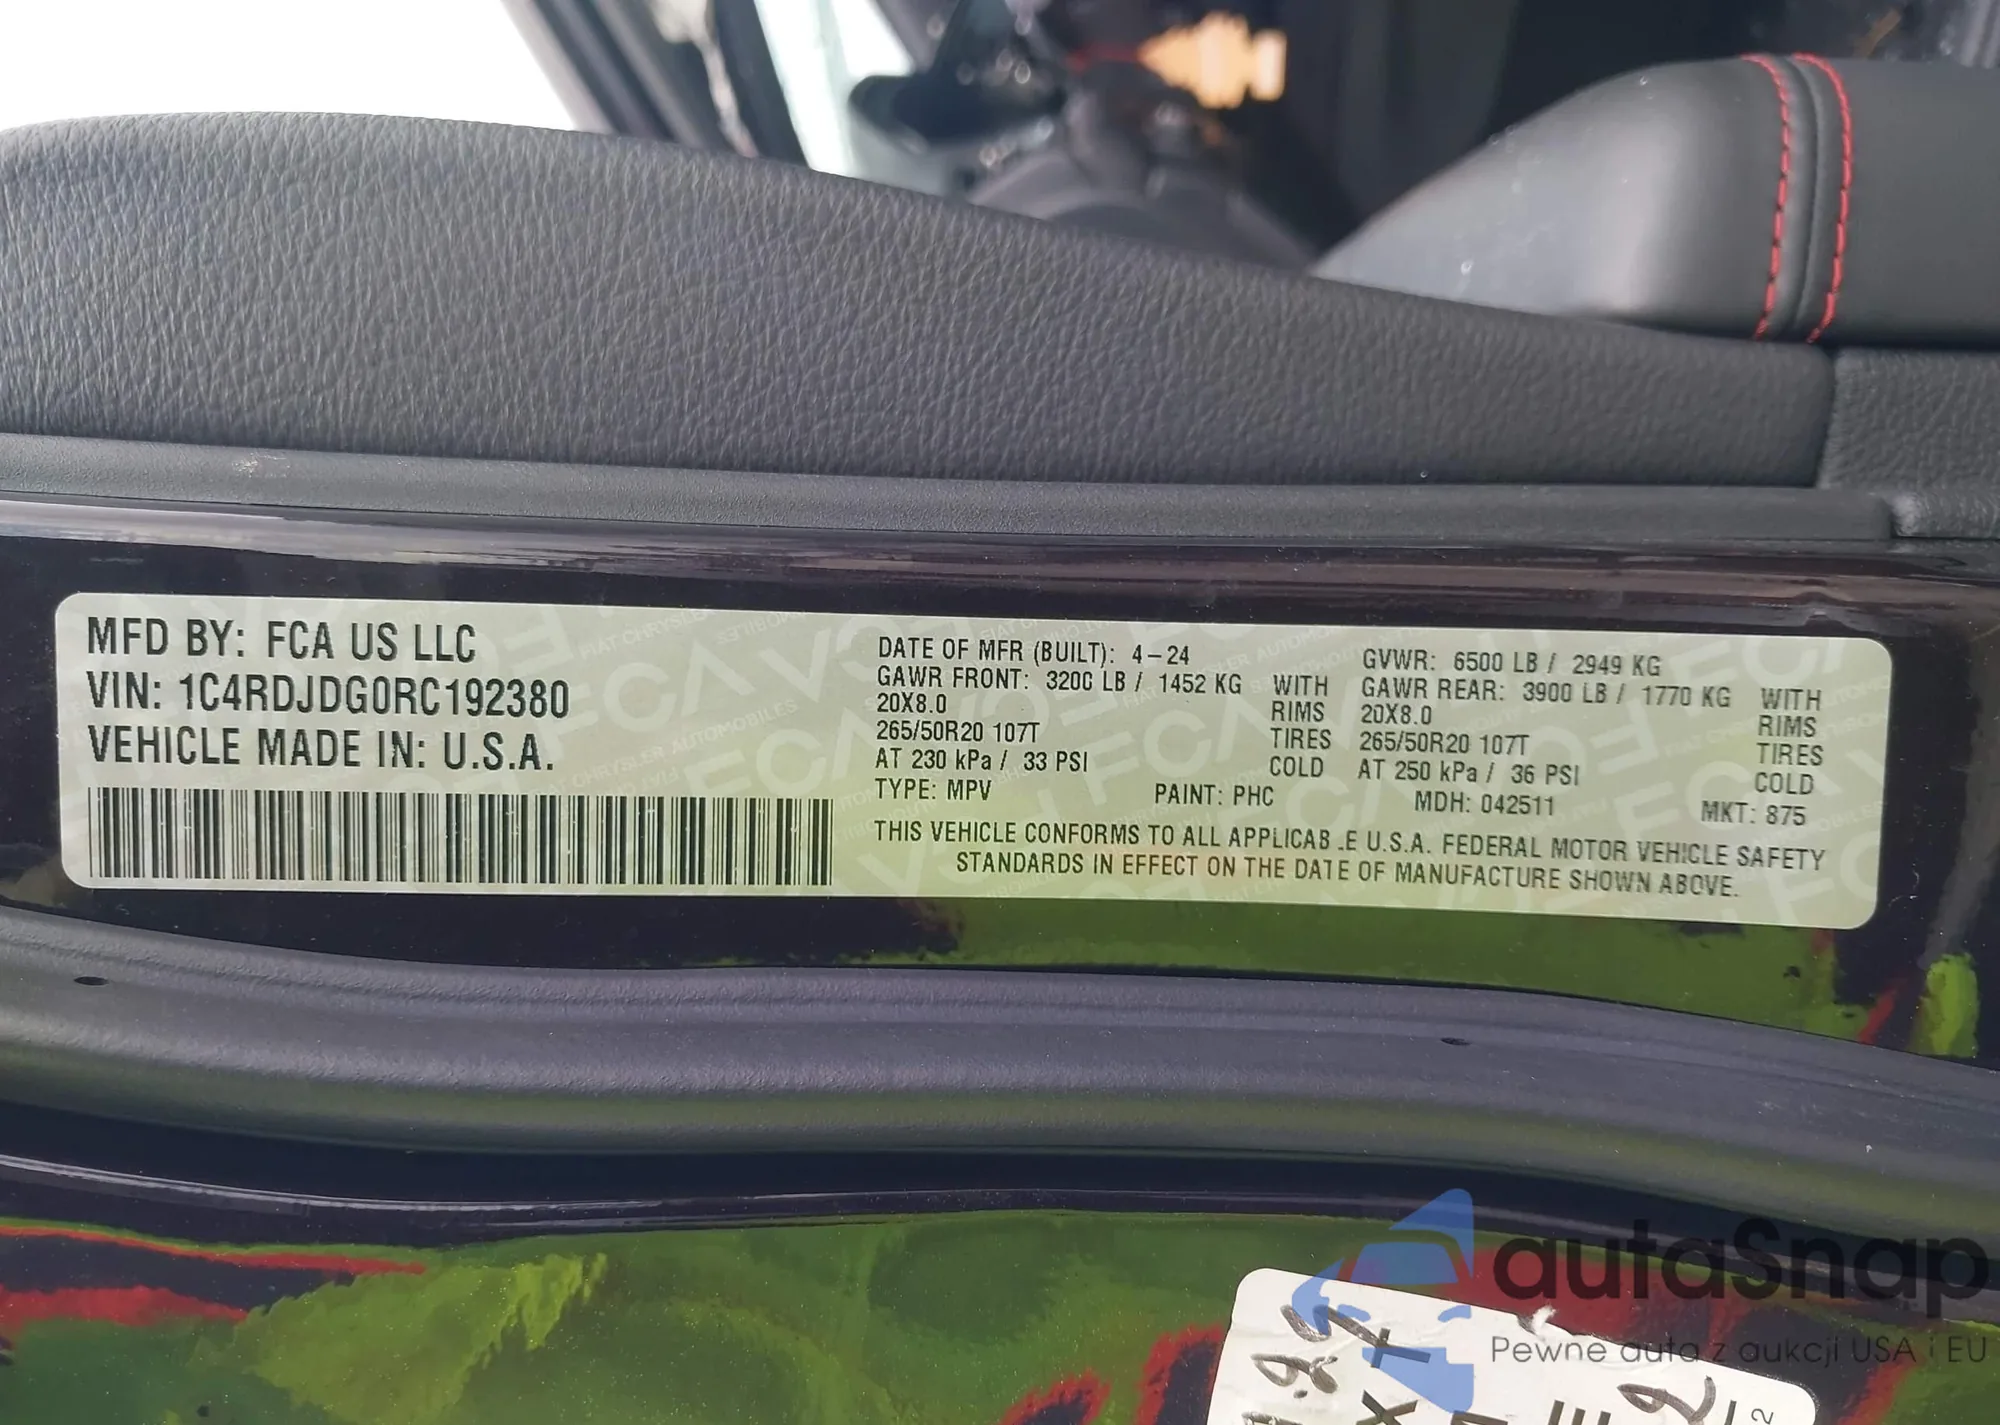 MFD BY: FCA US LLC
VIN: 1C4RDJDG0RC192380
VEHICLE MADE IN: U.S.A.
DATE OF MFR (BUILT): 4-24
GAWR FRONT: 3200 LB / 1452 KG WITH
20X8.0 RIMS
265/50R20 107T TIRES
AT 230 kPa / 33 PSI COLD
GVWR: 6500 LB / 2949 KG
GAWR REAR: 3900 LB / 1770 KG WITH
20X8.0 RIMS
265/50R20 107T TIRES
AT 250 kPa / 36 PSI COLD
TYPE: MPV PAINT: PHC MDH: 042511 MKT: 875
THIS VEHICLE CONFORMS TO ALL APPLICAB.E U.S.A. FEDERAL MOTOR VEHICLE SAFETY
STANDARDS IN EFFECT ON THE DATE OF MANUFACTURE SHOWN ABOVE.
autaSnap
Pewne auta z aukcji USA i EU